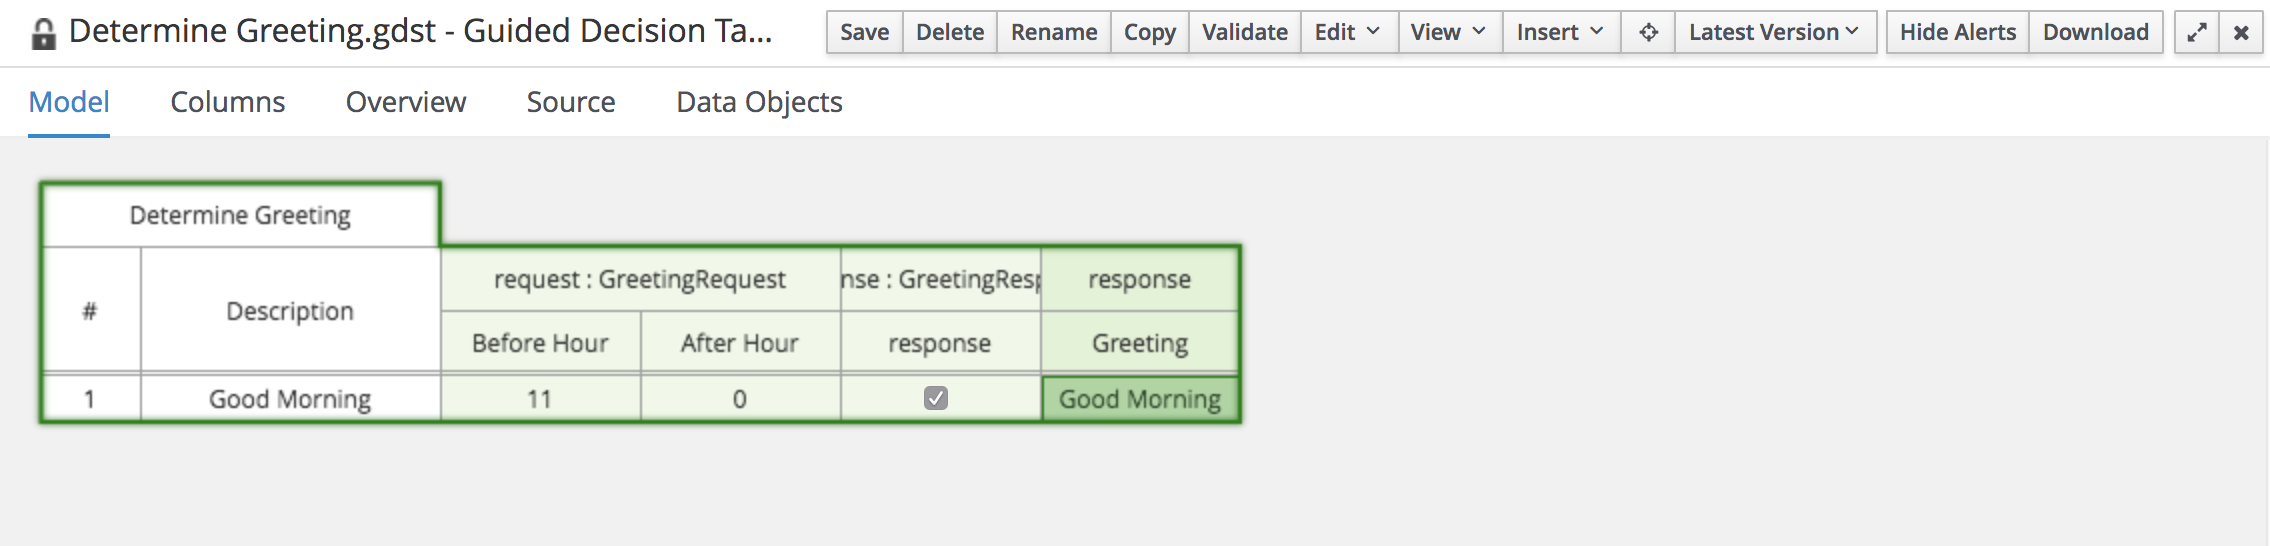 Determine Greeting.gdst - Guided Decision Ta...
Save Delete Rename Copy Validate Edit View Insert Latest Version Hide Alerts Download
Model Columns Overview Source Data Objects
Determine Greeting
# Description request : GreetingRequest nse : GreetingResp response
Before Hour After Hour response Greeting
1 Good Morning 11 0 Good Morning